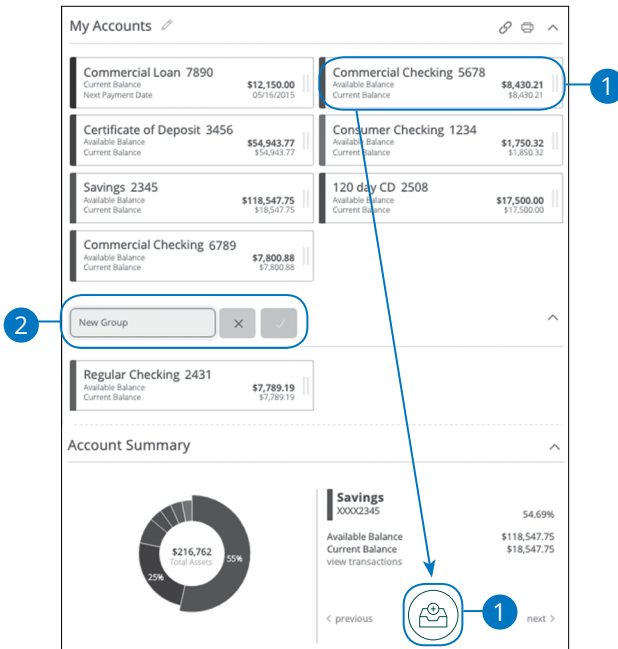 My Accounts
Commercial Loan 7890
Current Balance $12,150.00
Next Payment Date 05/16/2015
Commercial Checking 5678
Available Balance $8,430.21
Current Balance $8,430.21
1
Certificate of Deposit 3456
Available Balance $54,943.77
Current Balance $54,943.77
Consumer Checking 1234
Available Balance $1,750.32
Current Balance $1,850.32
Savings 2345
Available Balance $118,547.75
Current Balance $18,547.75
120 day CD 2508
Available Balance $17,500.00
Current Balance $17,500.00
Commercial Checking 6789
Available Balance $7,800.88
Current Balance $7,800.88
2
New Group
Regular Checking 2431
Available Balance $7,789.19
Current Balance $7,789.19
Account Summary
$216,762
Total Assets
55%
25%
Savings
XXXX2345 54.69%
Available Balance $118,547.75
Current Balance $18,547.75
view transactions
< previous
1
next >